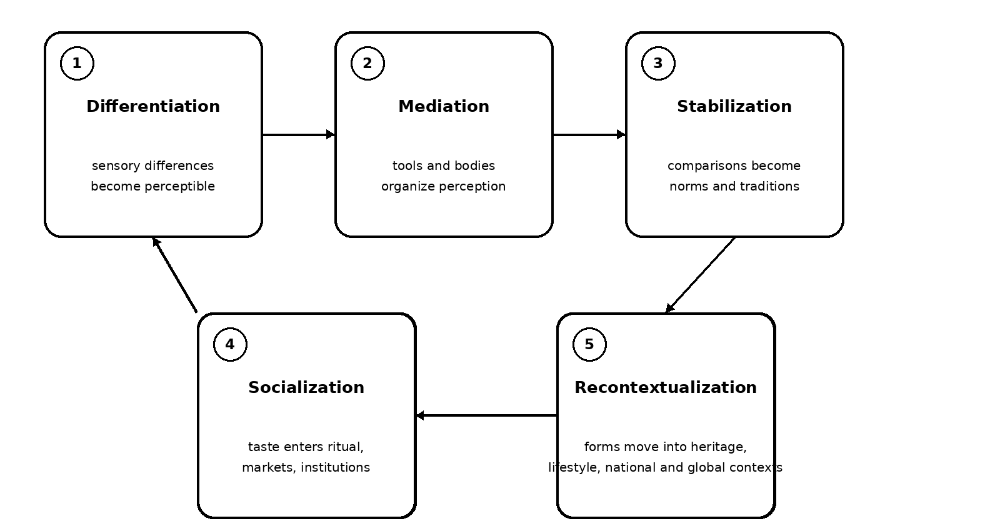 1
Differentiation
sensory differences
become perceptible
2
Mediation
tools and bodies
organize perception
3
Stabilization
comparisons become
norms and traditions
4
Socialization
taste enters ritual,
markets, institutions
5
Recontextualization
forms move into heritage,
lifestyle, national and global contexts